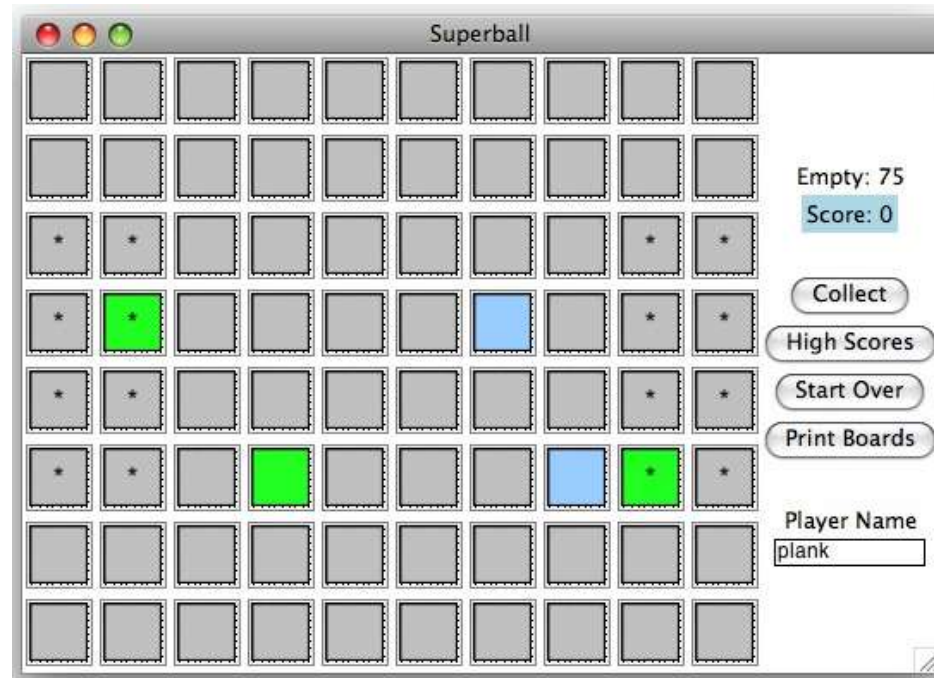 Superball
Empty: 75
Score: 0
* * * *
* * * *
* * * *
* * * *
Collect
High Scores
Start Over
Print Boards
Player Name
plank